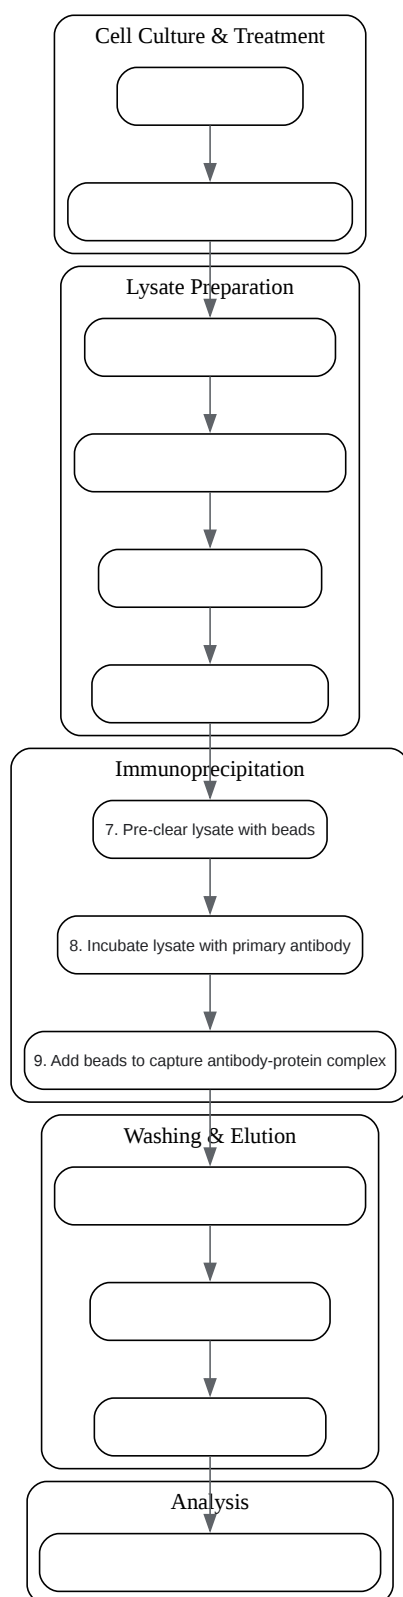 Cell Culture & Treatment
Lysate Preparation
Immunoprecipitation
7. Pre-clear lysate with beads
8. Incubate lysate with primary antibody
9. Add beads to capture antibody-protein complex
Washing & Elution
Analysis